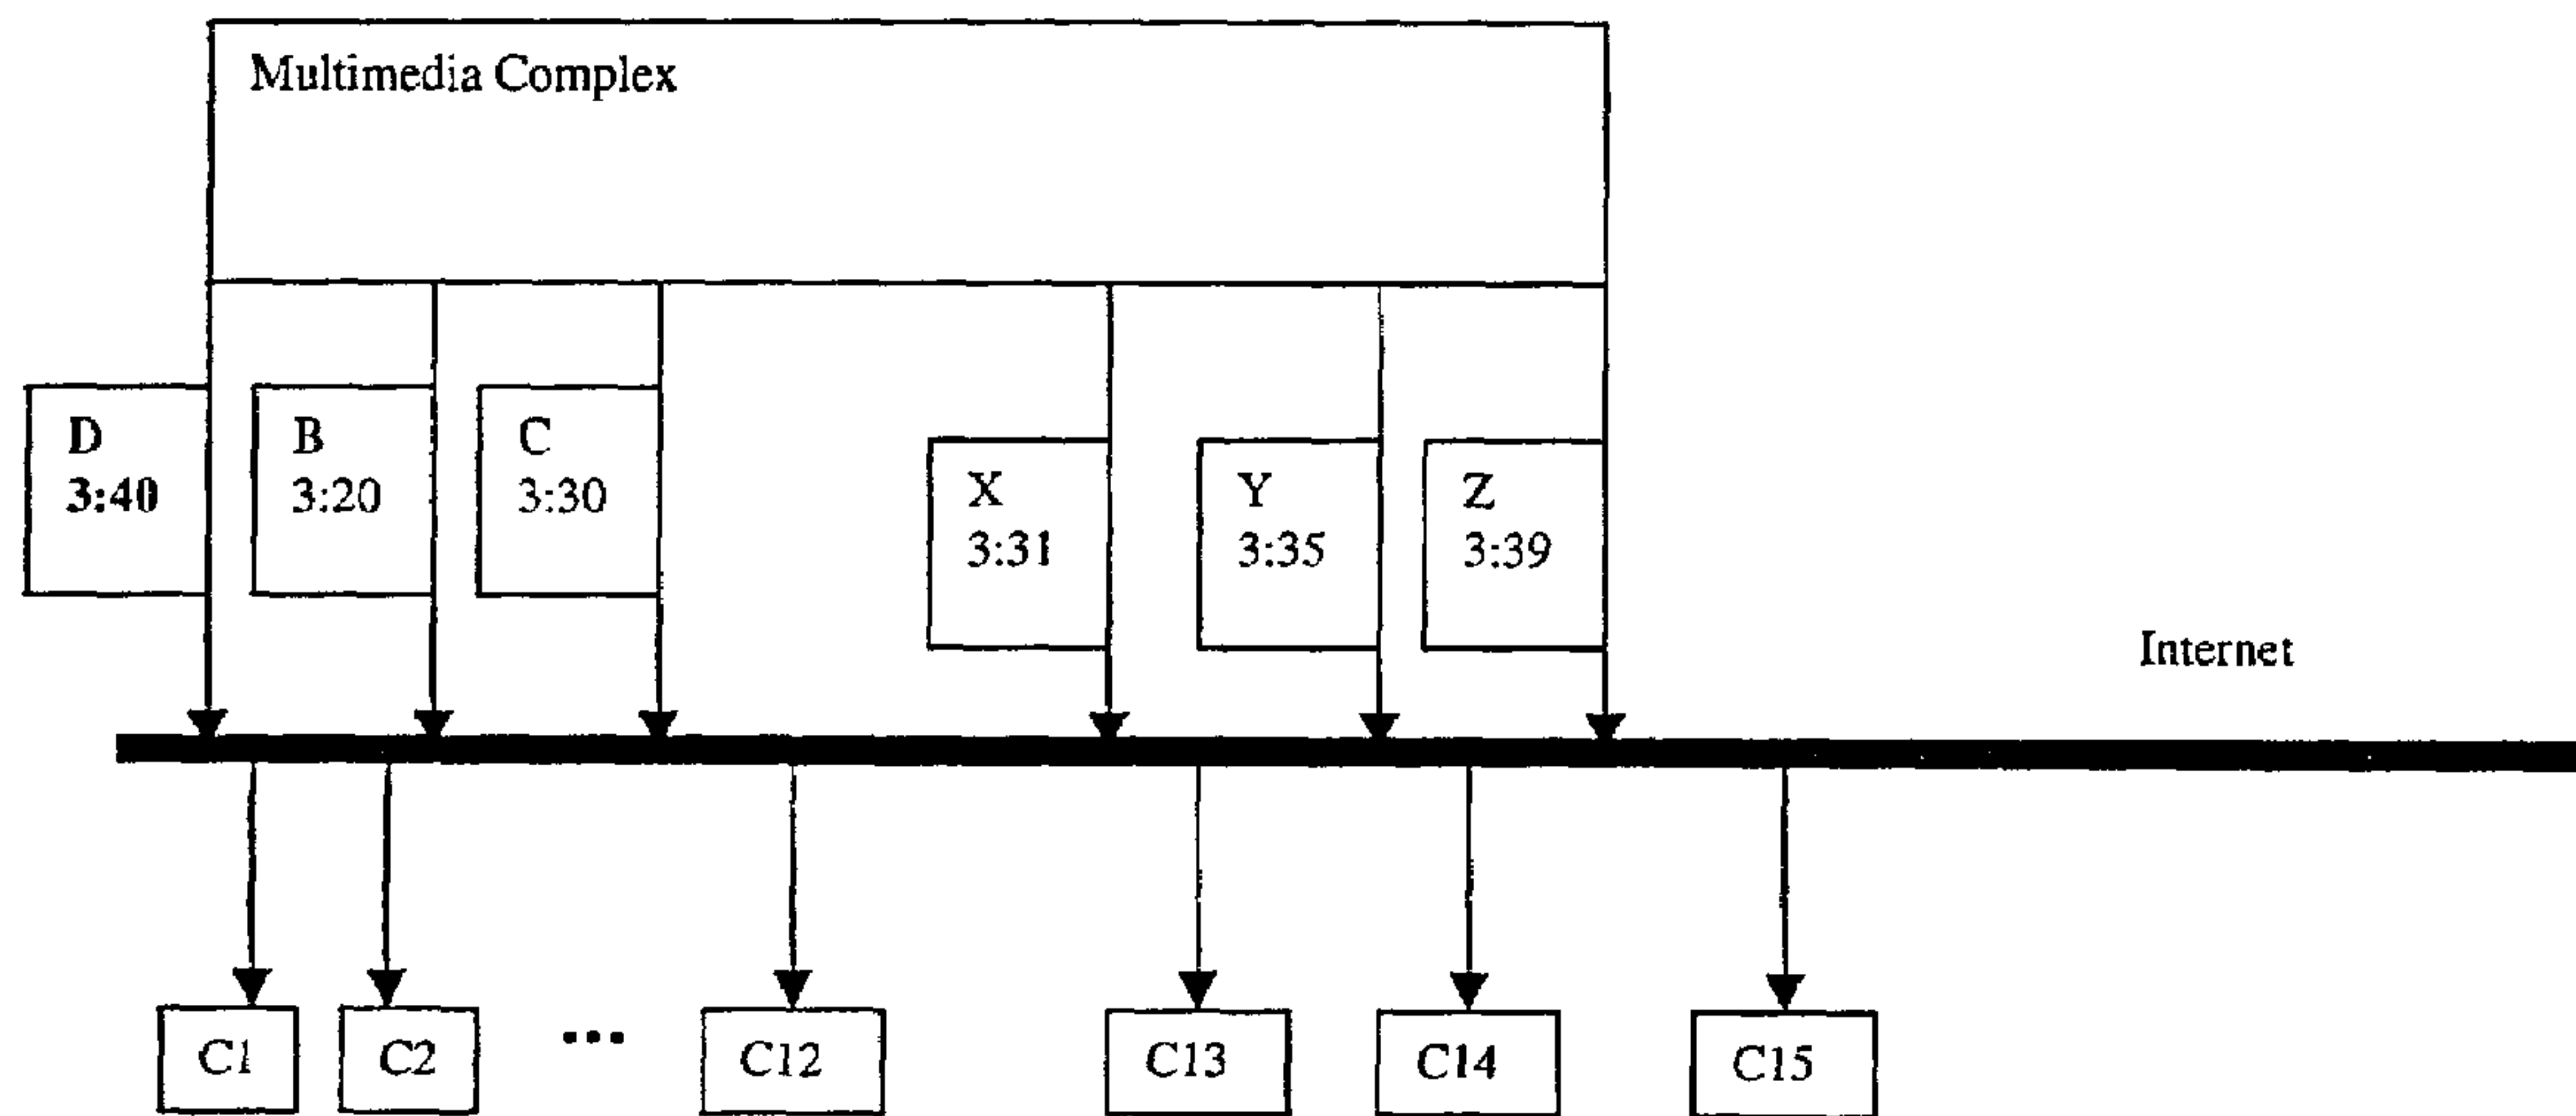 Multimedia Complex
D
3:40
B
3:20
C
3:30
X
3:31
Y
3:35
Z
3:39
Internet
C1
C2
...
C12
C13
C14
C15